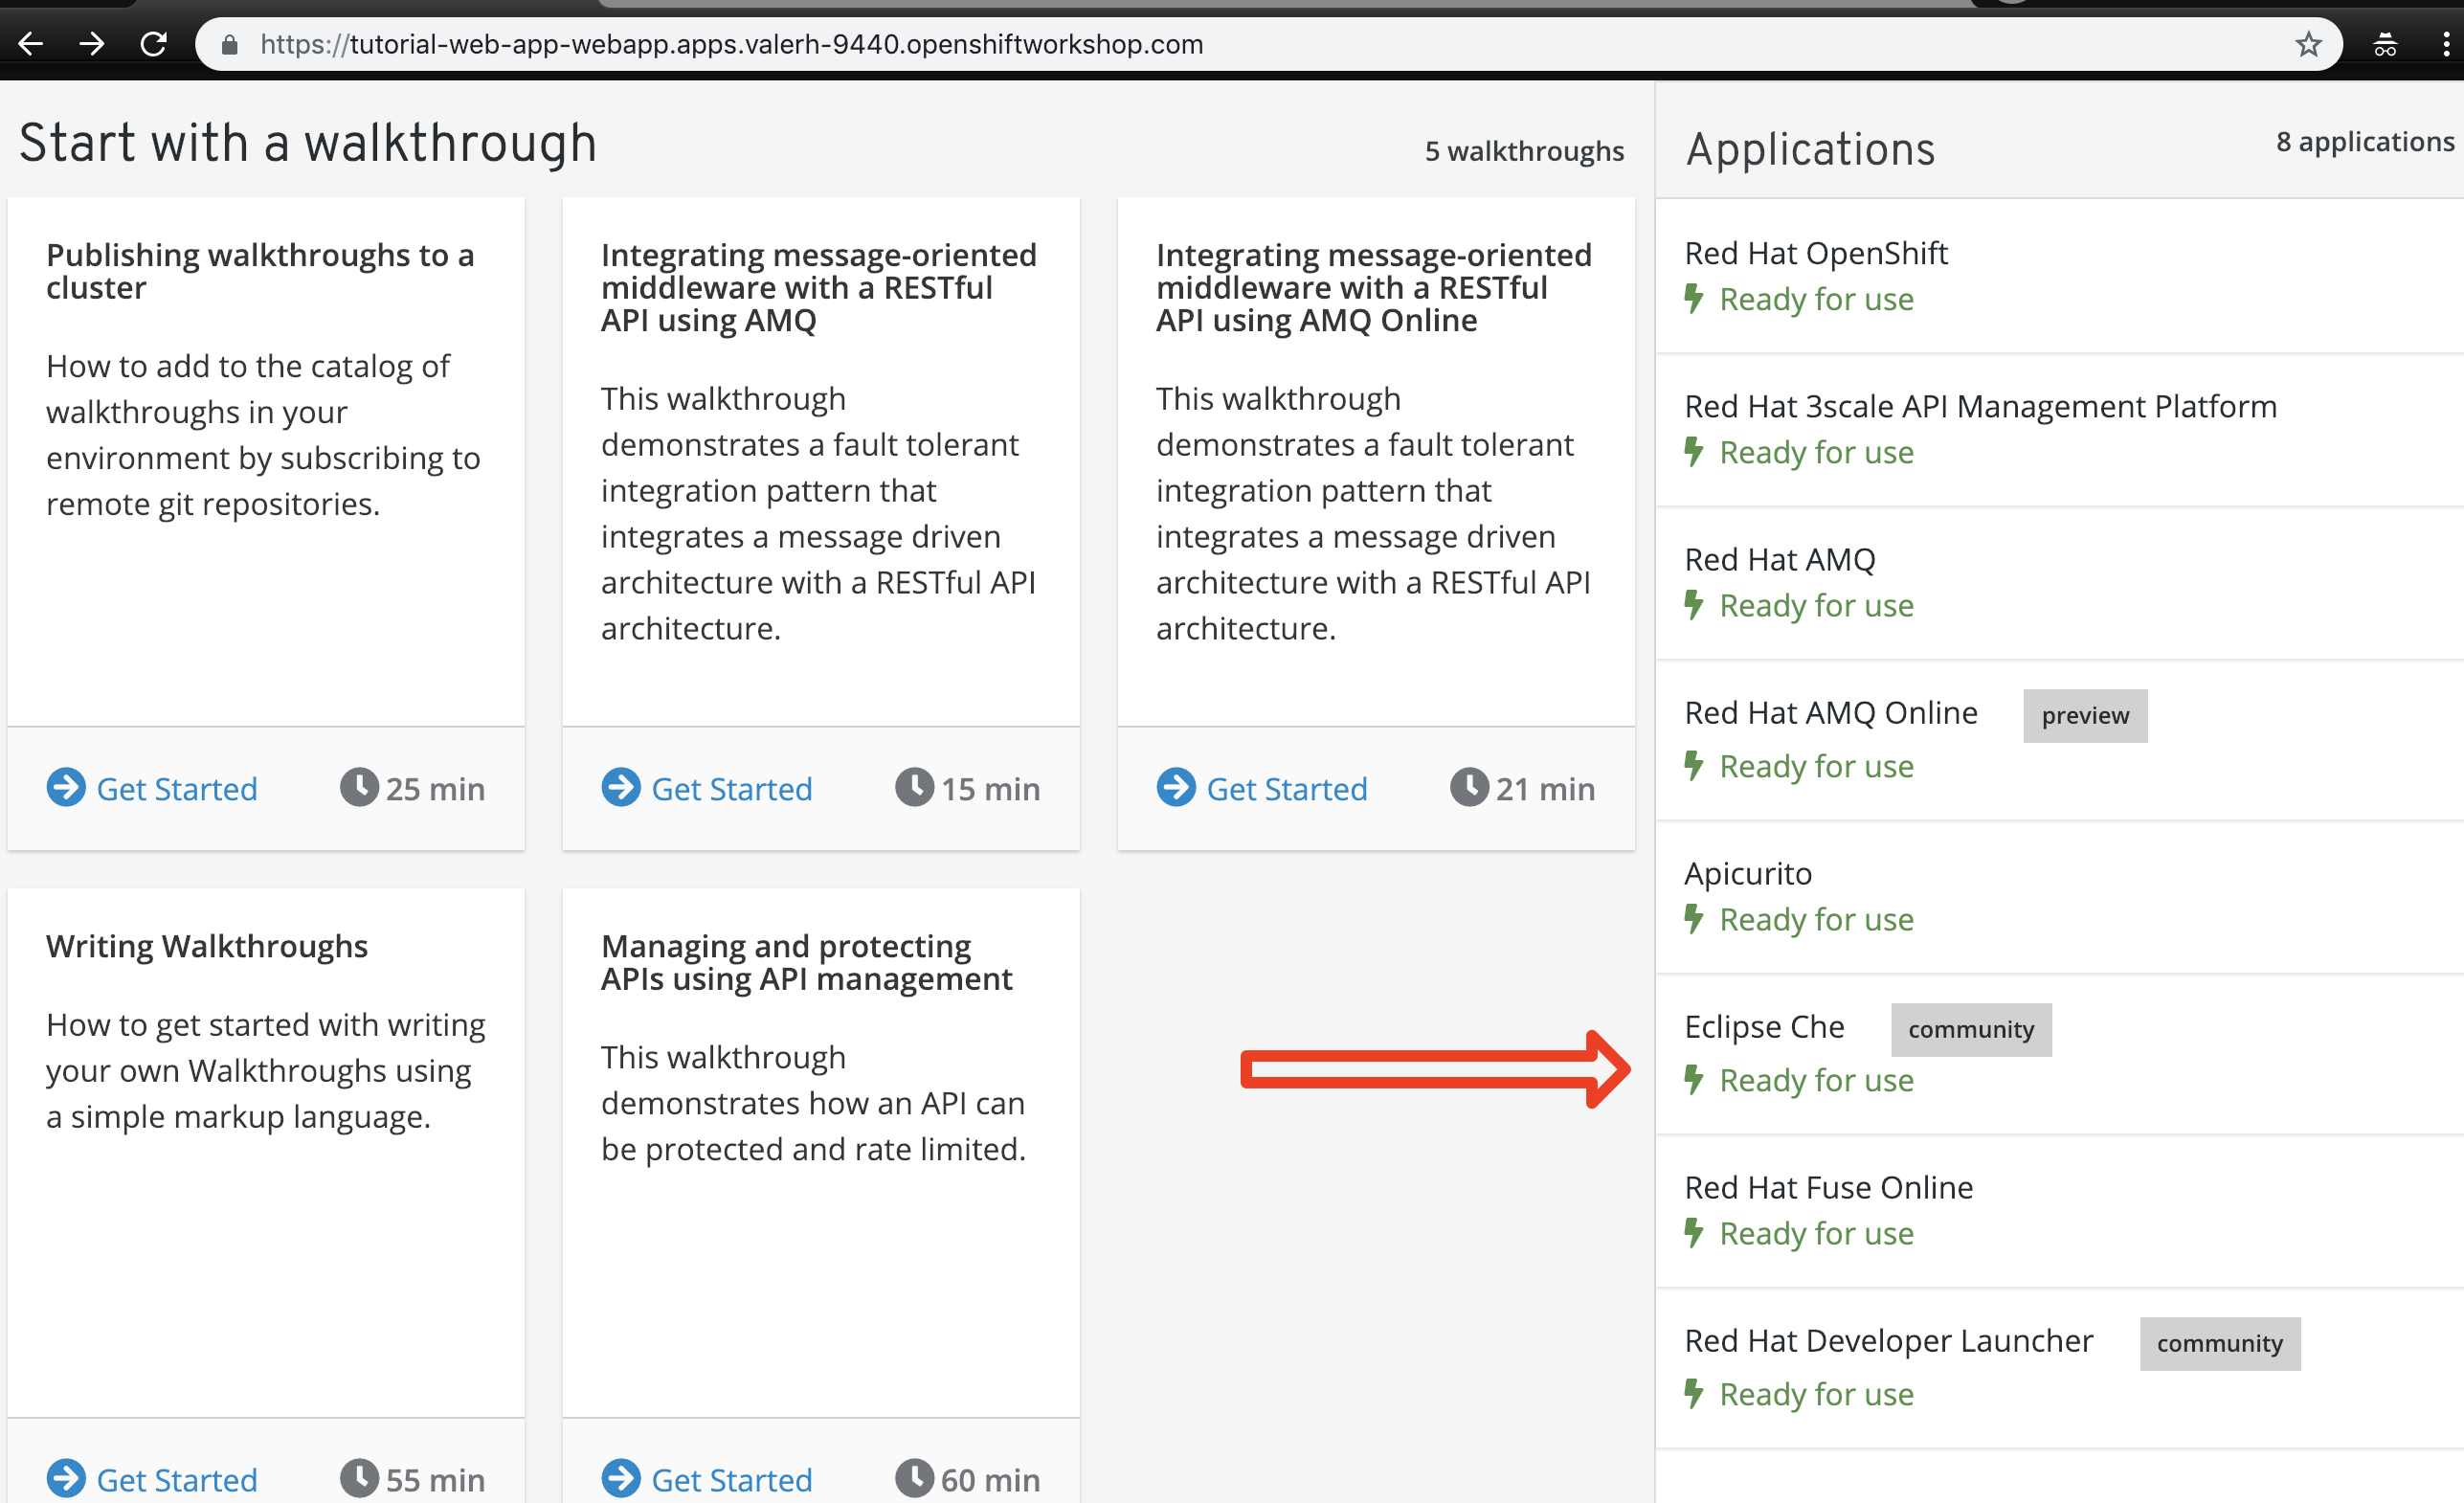 https://tutorial-web-app-webapp.apps.valerh-9440.openshiftworkshop.com
Start with a walkthrough
5 walkthroughs
Publishing walkthroughs to a
cluster
How to add to the catalog of
walkthroughs in your
environment by subscribing to
remote git repositories.
Get Started
25 min
Integrating message-oriented
middleware with a RESTful
API using AMQ
This walkthrough
demonstrates a fault tolerant
integration pattern that
integrates a message driven
architecture with a RESTful API
architecture.
Get Started
15 min
Integrating message-oriented
middleware with a RESTful
API using AMQ Online
This walkthrough
demonstrates a fault tolerant
integration pattern that
integrates a message driven
architecture with a RESTful API
architecture.
Get Started
21 min
Writing Walkthroughs
How to get started with writing
your own Walkthroughs using
a simple markup language.
Get Started
55 min
Managing and protecting
APIs using API management
This walkthrough
demonstrates how an API can
be protected and rate limited.
Get Started
60 min
Applications
8 applications
Red Hat OpenShift
Ready for use
Red Hat 3scale API Management Platform
Ready for use
Red Hat AMQ
Ready for use
Red Hat AMQ Online preview
Ready for use
Apicurito
Ready for use
Eclipse Che community
Ready for use
Red Hat Fuse Online
Ready for use
Red Hat Developer Launcher community
Ready for use